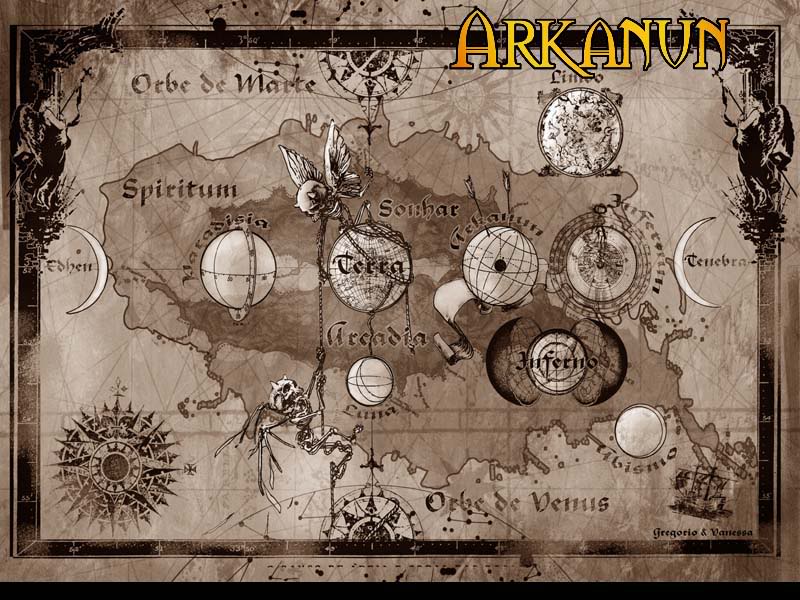 ARKANUN
Limbo
Orbe de Marte
Spiritum
Paradisia
Sonhar
Arkanun
Infernun
Edhen
Terra
Tenebra
Arcadia
Inferno
Luna
Abismo
Orbe de Venus
Gregorio & Vanessa